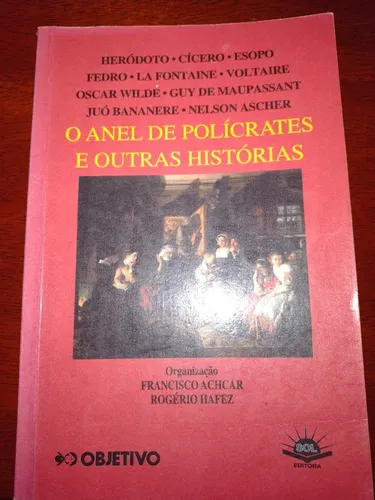 HERÓDOTO • CÍCERO • ESOPO
FEDRO • LA FONTAINE • VOLTAIRE
OSCAR WILDE • GUY DE MAUPASSANT
JUÓ BANANERE • NELSON ASCHER
O ANEL DE POLÍCRATES
E OUTRAS HISTÓRIAS
Organização
FRANCISCO ACHCAR
ROGÉRIO HAFEZ
OBJETIVO
SOL
EDITORA